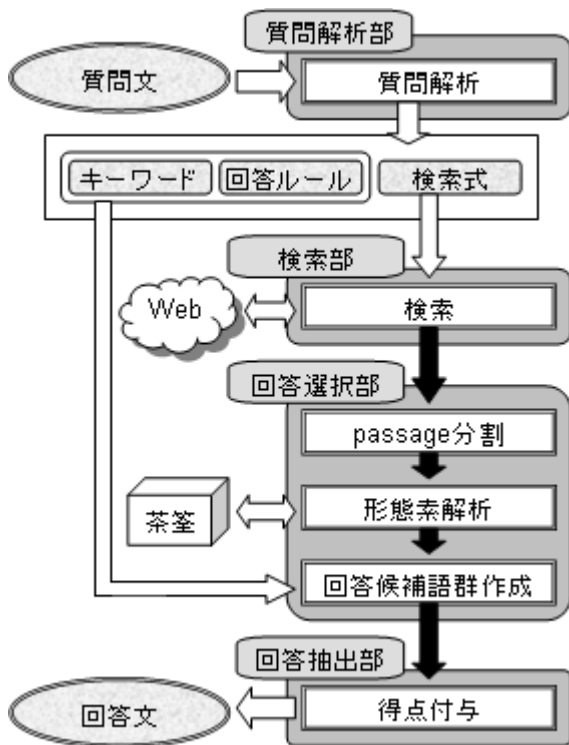 質問解析部
質問文
質問解析
キーワード
回答ルール
検索式
検索部
Web
検索
回答選択部
passage分割
茶筌
形態素解析
回答候補語群作成
回答抽出部
回答文
得点付与